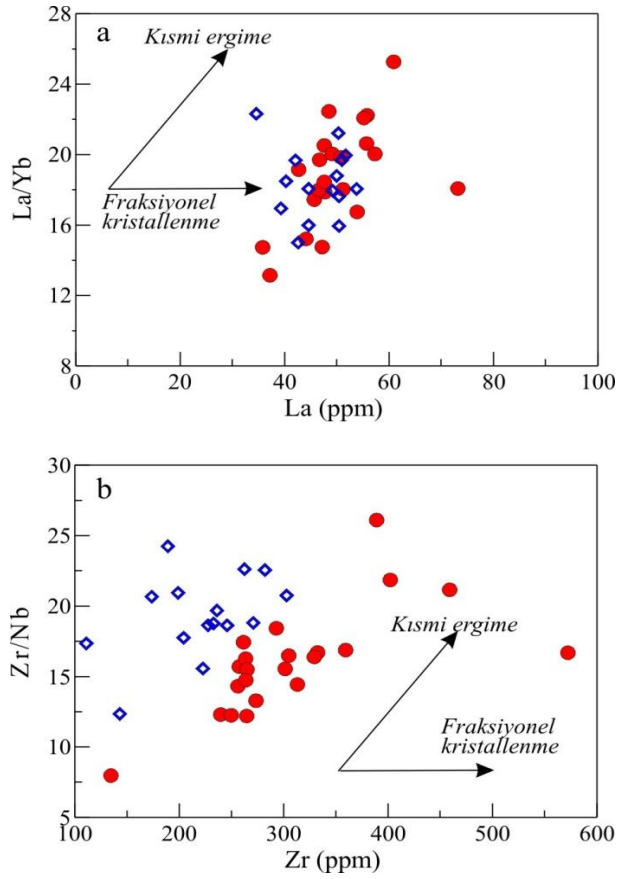 28
24
20
16
12
8
La/Yb
a
Kısmi ergime
Fraksiyonel
kristallenme
0
20
40
60
80
100
La (ppm)
30
25
20
15
10
5
Zr/Nb
b
Kısmi ergime
Fraksiyonel
kristallenme
100
200
300
400
500
600
Zr (ppm)